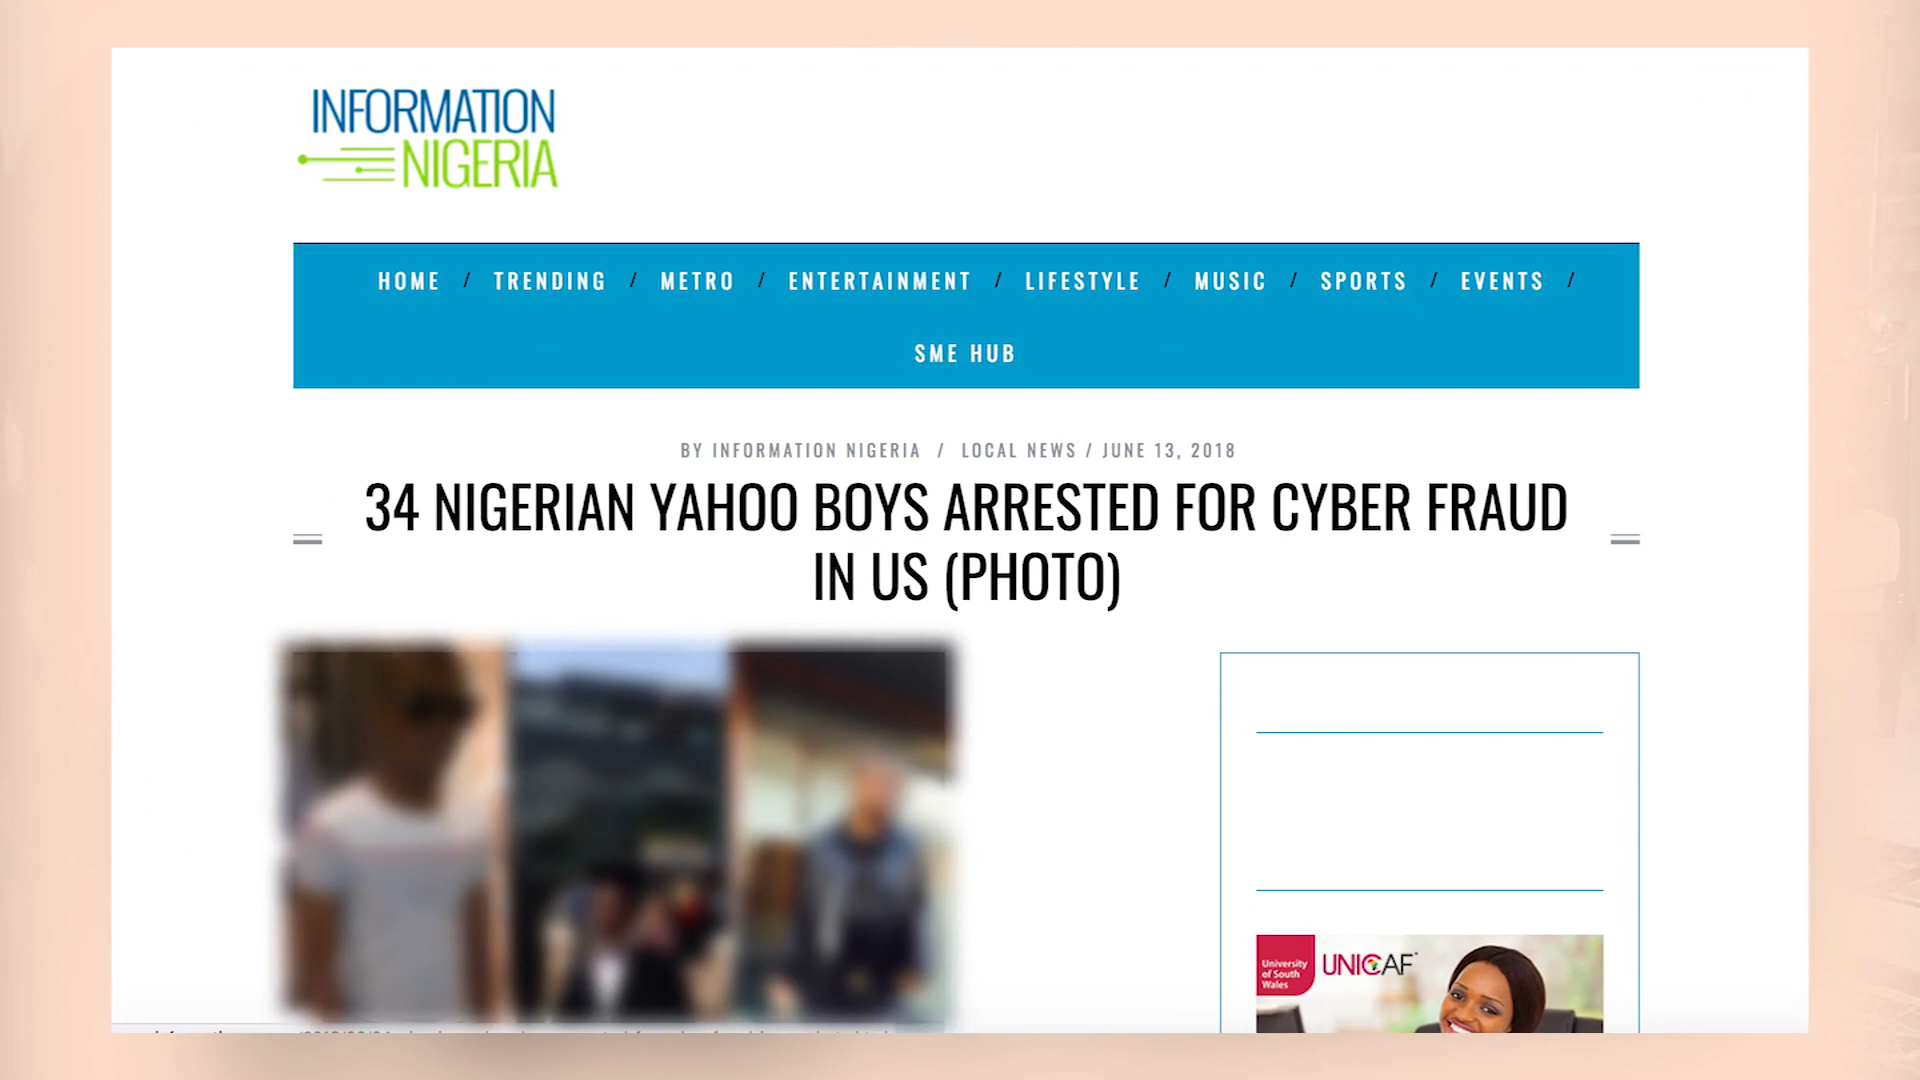 INFORMATION
NIGERIA
HOME / TRENDING / METRO / ENTERTAINMENT / LIFESTYLE / MUSIC / SPORTS / EVENTS /
SME HUB
BY INFORMATION NIGERIA / LOCAL NEWS / JUNE 13, 2018
34 NIGERIAN YAHOO BOYS ARRESTED FOR CYBER FRAUD
IN US (PHOTO)
University
of South
Wales
UNICAF